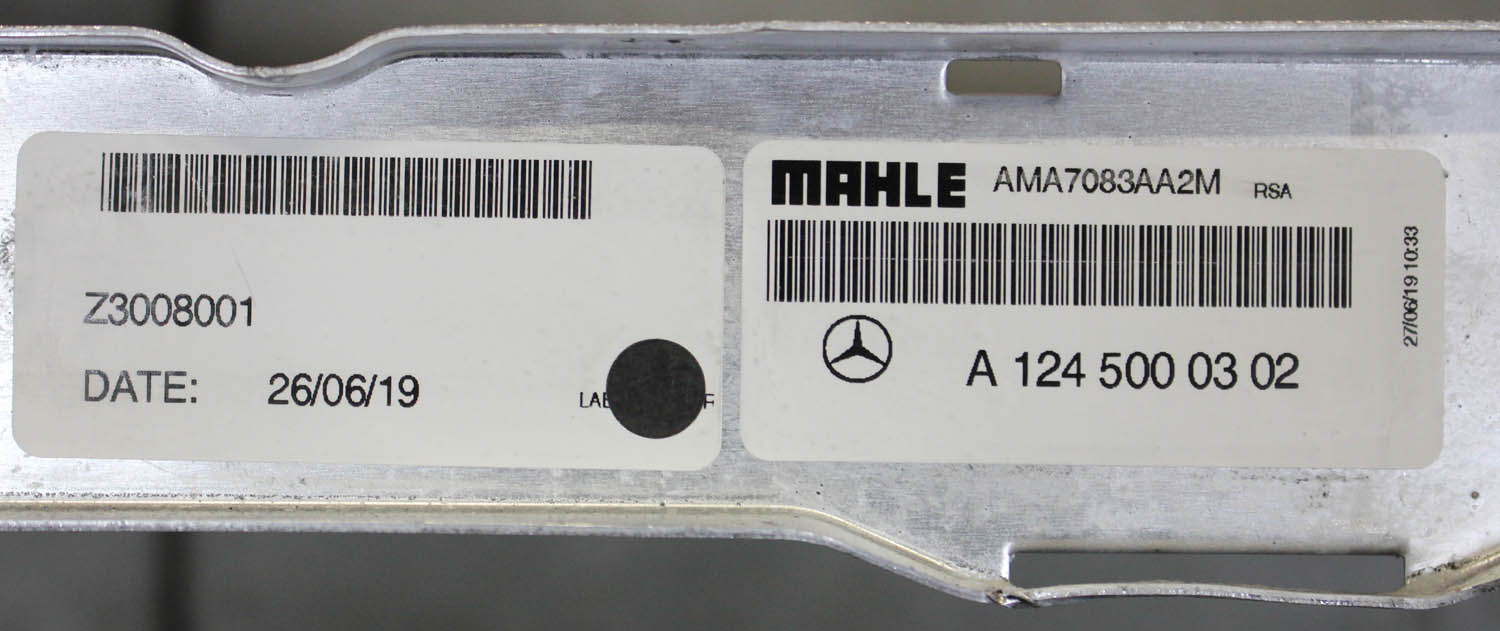 Z3008001
DATE: 26/06/19
MAHLE AMA7083AA2M RSA
A 124 500 03 02
27/06/19 10:33